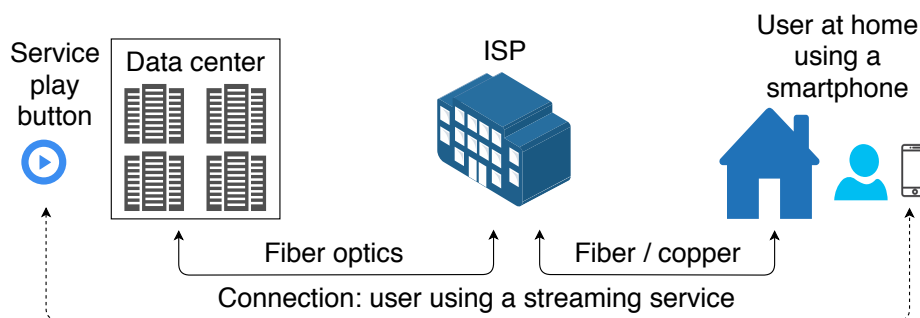 Service
play
button
Data center
ISP
User at home
using a
smartphone
Fiber optics
Fiber / copper
Connection: user using a streaming service